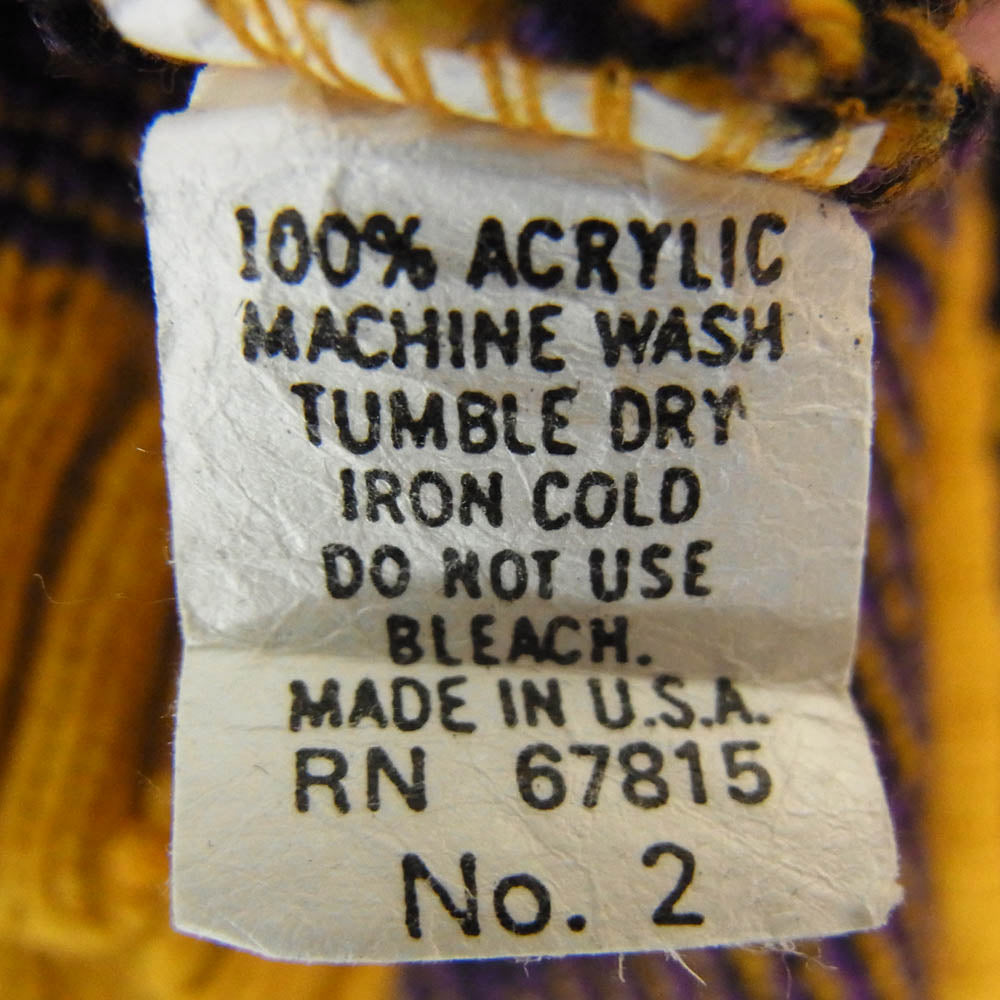 100% ACRYLIC
MACHINE WASH
TUMBLE DRY
IRON COLD
DO NOT USE
BLEACH.
MADE IN U.S.A.
RN 67815
No. 2